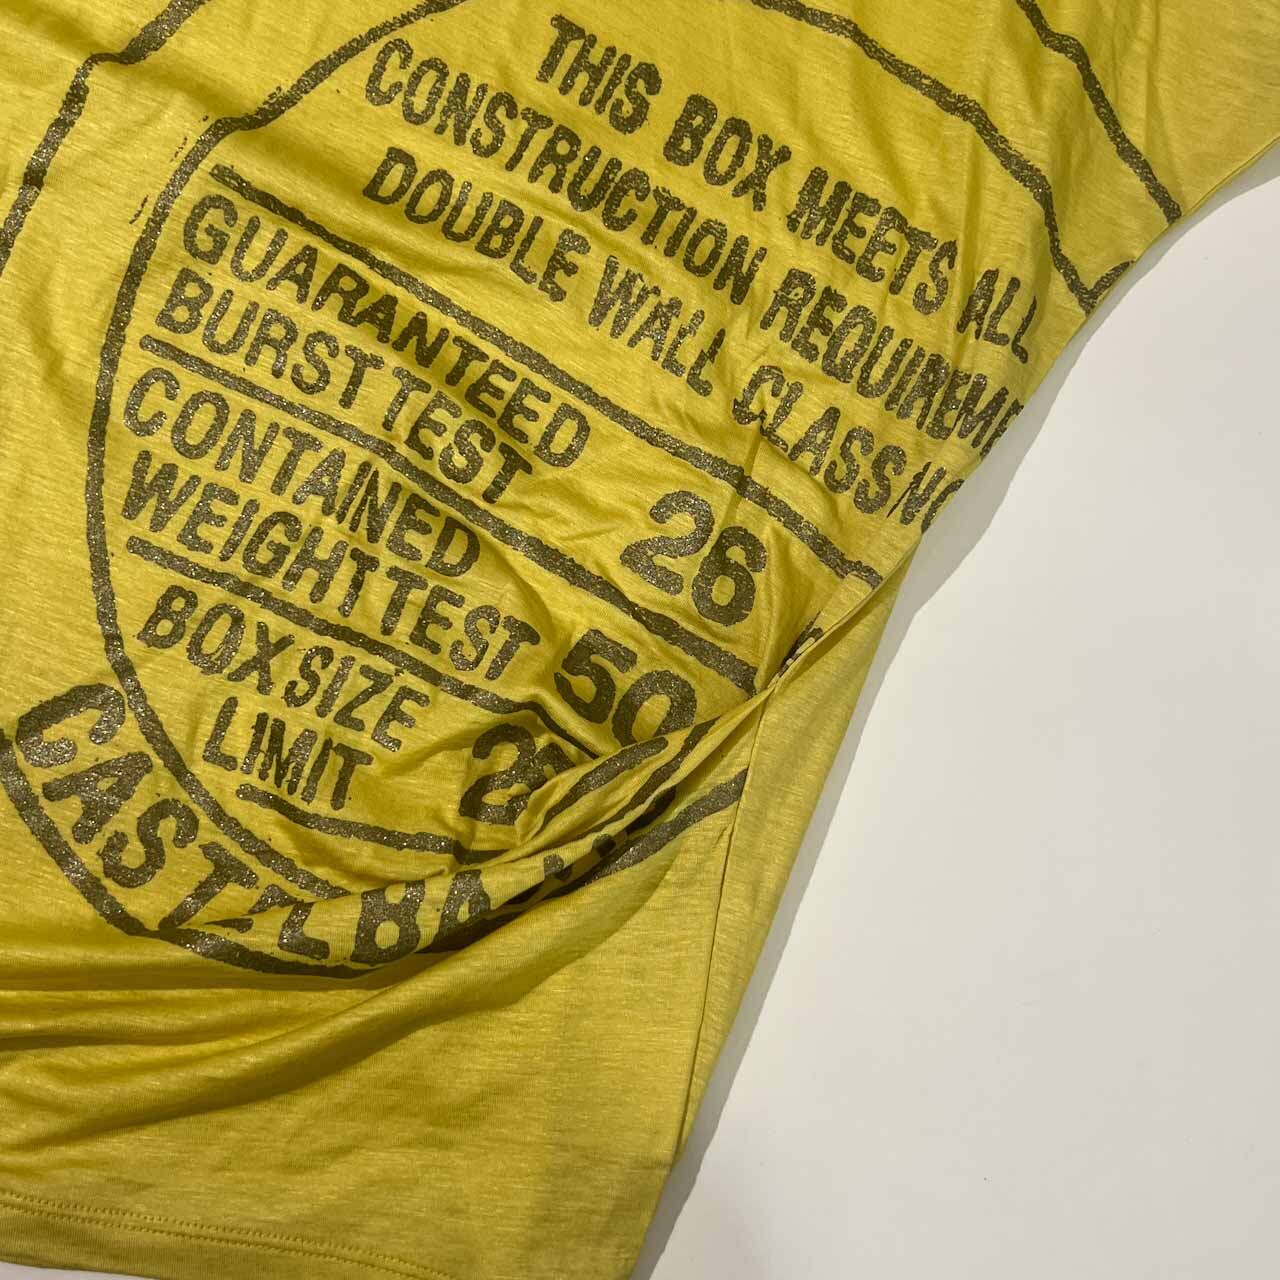 THIS BOX MEETS ALL
CONSTRUCTION
DOUBLE WALL CLASS
GUARANTEED
BURST TEST 26
CONTAINED
WEIGHT TEST 50
BOX SIZE
LIMIT